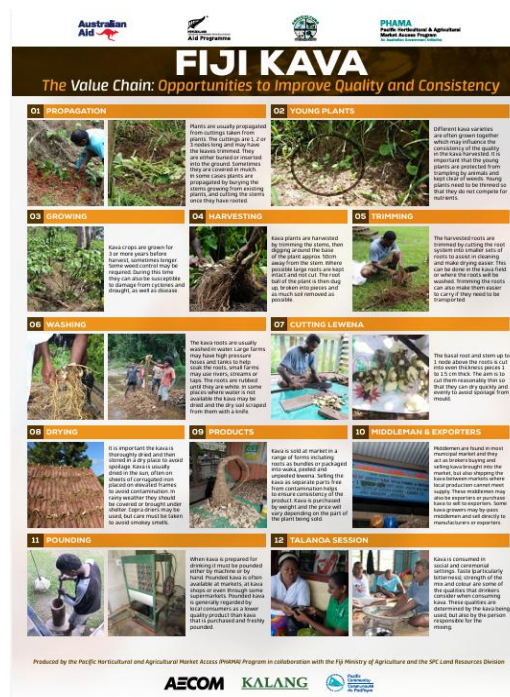 Australian
Aid
Aid Programme
PHAMA
Pacific Horticultural & Agricultural
Market Access Program
An Australian Government Initiative
FIJI KAVA
The Value Chain: Opportunities to Improve Quality and Consistency
01 PROPAGATION
Plants are usually propagated
from cuttings taken from
plants. The cuttings are 1, 2 or
3 nodes long and may have
the leaves trimmed. They
are either buried or inserted
into the ground. Sometimes
they are covered in mulch.
In some cases plants are
propagated by burying the
stems growing from existing
plants, and cutting the stems
once they have rooted.
02 YOUNG PLANTS
Different kava varieties
are often grown together
which may influence the
consistency of the quality
in the kava harvested. It is
important that the young
plants are protected from
trampling by animals and
kept clear of weeds. Young
plants need to be thinned so
that they do not compete for
nutrients.
03 GROWING
Kava crops are grown for
3 or more years before
harvest, sometimes longer.
Some weed control may be
required. During this time
they can also be susceptible
to damage from cyclones and
drought, as well as disease.
04 HARVESTING
Kava plants are harvested
by trimming the stems, then
digging around the base
of the plant approx. 50cm
away from the stem. Where
possible large roots are kept
intact and not cut. The root
ball of the plant is then dug
up, broken into pieces and
as much soil removed as
possible.
05 TRIMMING
The harvested roots are
trimmed by cutting the root
system into smaller sets of
roots to assist in cleaning
and make drying easier. This
can be done in the kava field
or where the roots will be
washed. Trimming the roots
can also make them easier
to carry if they need to be
transported.
06 WASHING
The kava roots are usually
washed in water. Large farms
may have high pressure
hoses and tanks to help
soak the roots, small farms
may use rivers, streams or
taps. The roots are rubbed
until they are white. In some
places where water is not
available the kava may be
dried and the dry soil scraped
from them with a knife.
07 CUTTING LEWENA
The basal root and stem up to
1 node above the roots is cut
into even thickness pieces 1
to 1.5 cm thick. The aim is to
cut them reasonably thin so
that they can dry quickly and
evenly to avoid spoilage from
mould.
08 DRYING
It is important the kava is
thoroughly dried and then
stored in a dry place to avoid
spoilage. Kava is usually
dried in the sun, often on
sheets of corrugated iron
placed on elevated frames
to avoid contamination. In
rainy weather they should
be covered or brought under
shelter. Copra driers may be
used, but care must be taken
to avoid smokey smells.
09 PRODUCTS
Kava is sold at market in a
range of forms including
roots as bundles or packaged
into waka, peeled and
unpeeled lewena. Selling the
kava as separate parts free
from contamination helps
to ensure consistency of the
product. Kava is purchased
by weight and the price will
vary depending on the part of
the plant being sold.
10 MIDDLEMAN & EXPORTERS
Middlemen are found in most
municipal market and they
act as brokers buying and
selling kava brought into the
market, but also shipping the
kava between markets where
local production cannot meet
supply. These middlemen may
also be exporters or purchase
kava to sell to exporters. Some
kava growers may by-pass
middlemen and sell directly to
manufacturers or exporters.
11 POUNDING
When kava is prepared for
drinking it must be pounded
either by machine or by
hand. Pounded kava is often
available at markets, at kava
shops or even through some
supermarkets. Pounded kava
is generally regarded by
local consumers as a lower
quality product than kava
that is purchased and freshly
pounded.
12 TALANOA SESSION
Kava is consumed in
social and ceremonial
settings. Taste (particularly
bitterness), strength of the
mix and colour are some of
the qualities that drinkers
consider when consuming
kava. These qualities are
determined by the kava being
used, but also by the person
responsible for the
mixing.
Produced by the Pacific Horticultural and Agricultural Market Access (PHAMA) Program in collaboration with the Fiji Ministry of Agriculture and the SPC Land Resources Division
AECOM
KALANG
Pacific
Community
Communauté
du Pacifique